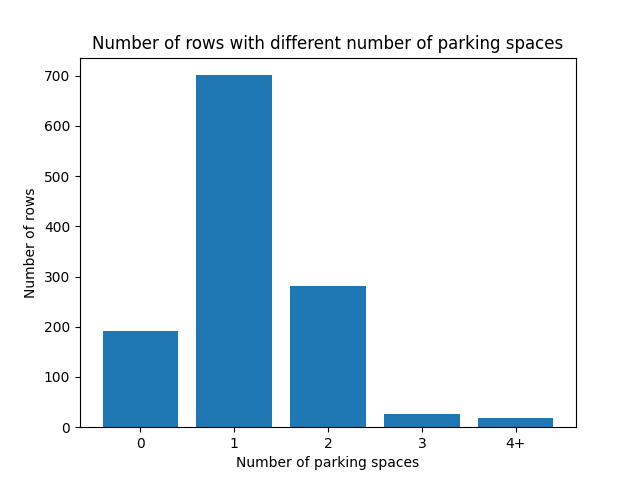 Number of rows with different number of parking spaces
700
600
500
400
300
200
100
0
Number of rows
0 1 2 3 4+
Number of parking spaces